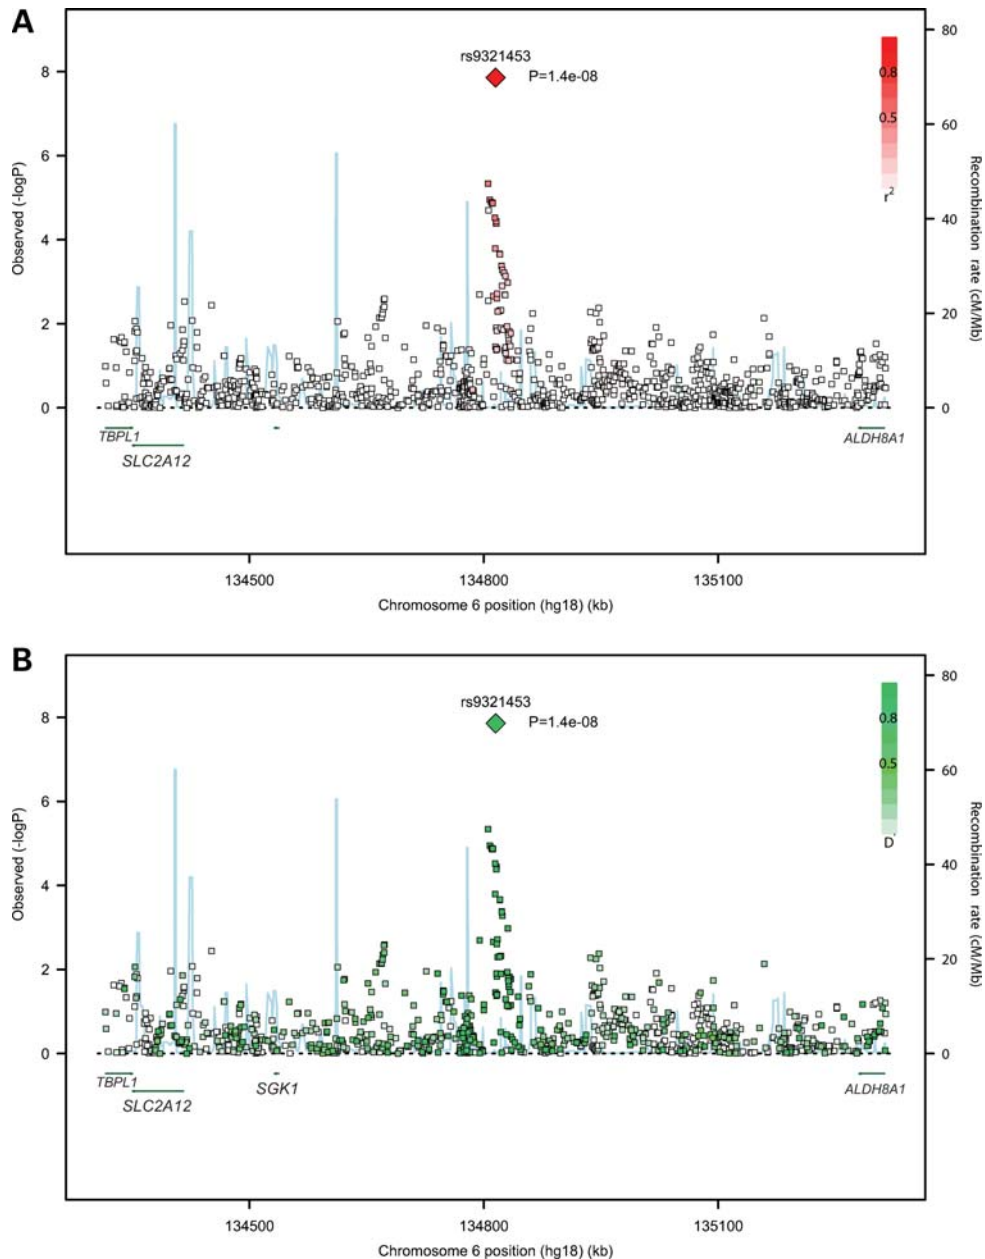 A
rs9321453
P=1.4e-08
Observed (-logP)
8
6
4
2
0
80
60
40
20
0
Recombination rate (cM/Mb)
0.8
0.5
r2
TBPL1
SLC2A12
ALDH8A1
134500
134800
135100
Chromosome 6 position (hg18) (kb)
B
rs9321453
P=1.4e-08
Observed (-logP)
8
6
4
2
0
80
60
40
20
0
Recombination rate (cM/Mb)
0.8
0.5
D'
TBPL1
SLC2A12
SGK1
ALDH8A1
134500
134800
135100
Chromosome 6 position (hg18) (kb)